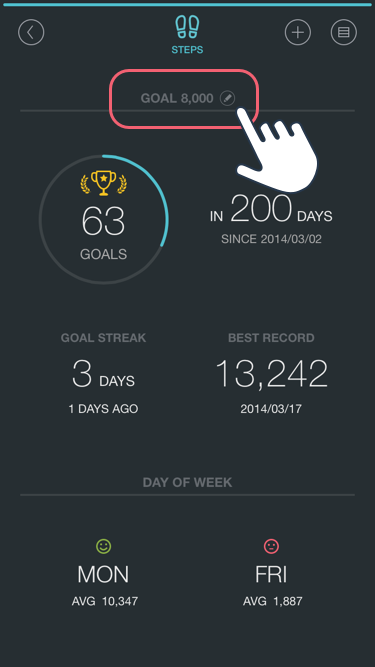 STEPS
GOAL 8,000
63
GOALS
IN 200 DAYS
SINCE 2014/03/02
GOAL STREAK
3 DAYS
1 DAYS AGO
BEST RECORD
13,242
2014/03/17
DAY OF WEEK
MON
AVG 10,347
FRI
AVG 1,887